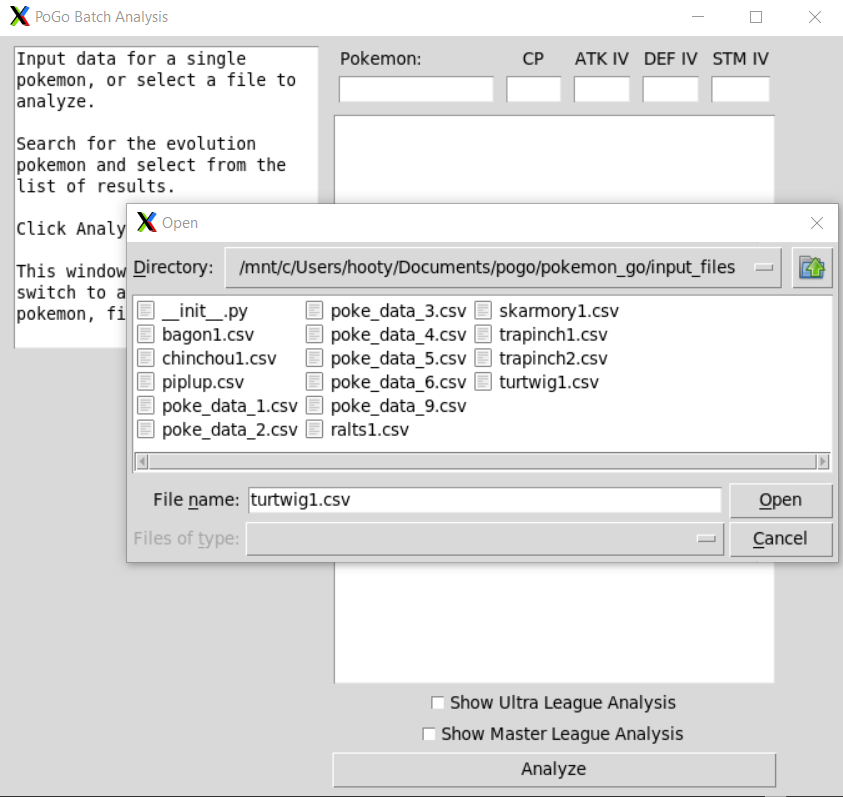 PoGo Batch Analysis
Input data for a single
pokemon, or select a file to
analyze.
Search for the evolution
pokemon and select from the
list of results.
Click Analy
This window
switch to a
pokemon, fi
Pokemon: CP ATK IV DEF IV STM IV
Open
Directory: /mnt/c/Users/hooty/Documents/pogo/pokemon_go/input_files
__init__.py poke_data_3.csv skarmory1.csv
bagon1.csv poke_data_4.csv trapinch1.csv
chinchou1.csv poke_data_5.csv trapinch2.csv
piplup.csv poke_data_6.csv turtwig1.csv
poke_data_1.csv poke_data_9.csv
poke_data_2.csv ralts1.csv
File name: turtwig1.csv Open
Files of type: Cancel
Show Ultra League Analysis
Show Master League Analysis
Analyze